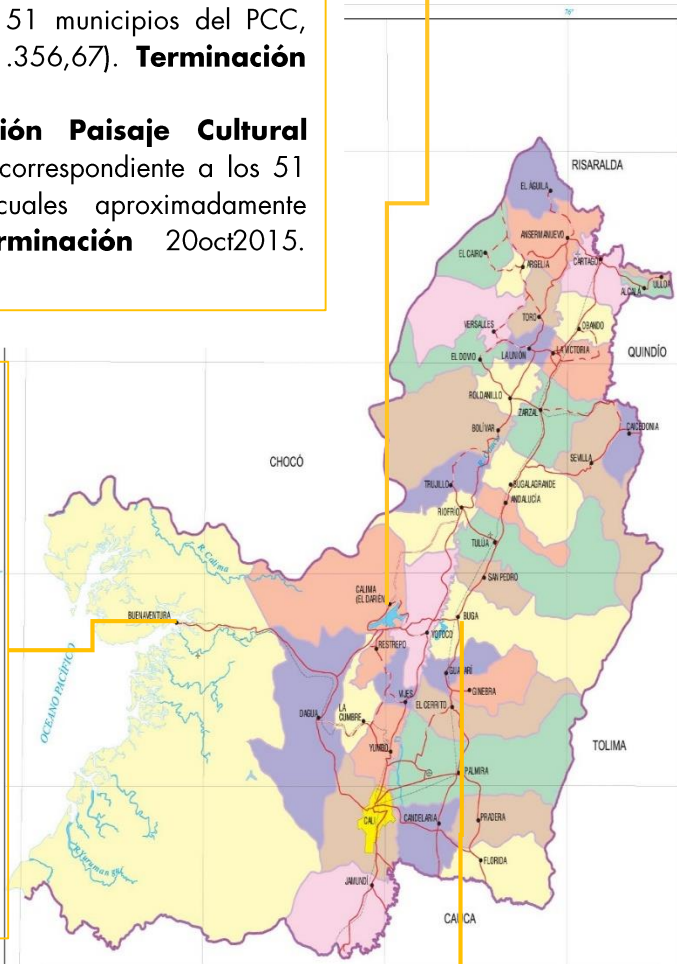 51 municipios del PCC,
.356,67). Terminación
ión Paisaje Cultural
correspondiente a los 51
cuales aproximadamente
rminación 20oct2015.
78°
RISARALDA
EL ÁGUILA
ANSERMANUEVO
EL CAIRO
ARGELIA
CARTAGO
ALCALÁ
ULLOA
TORO
VERSALLES
OBANDO
LA UNIÓN
LA VICTORIA
EL DOVIO
QUINDÍO
ROLDANILLO
ZARZAL
BOLÍVAR
CAICEDONIA
SEVILLA
CHOCÓ
TRUJILLO
BUGALAGRANDE
ANDALUCÍA
RIOFRÍO
TULUÁ
R. Calima
SAN PEDRO
CALIMA
(EL DARIÉN)
BUENAVENTURA
BUGA
YOTOCO
RESTREPO
OCEANO PACÍFICO
GUACARÍ
GINEBRA
VIJES
EL CERRITO
DAGUA
LA
CUMBRE
YUMBO
TOLIMA
PALMIRA
CALI
CANDELARIA
PRADERA
FLORIDA
JAMUNDÍ
CAUCA